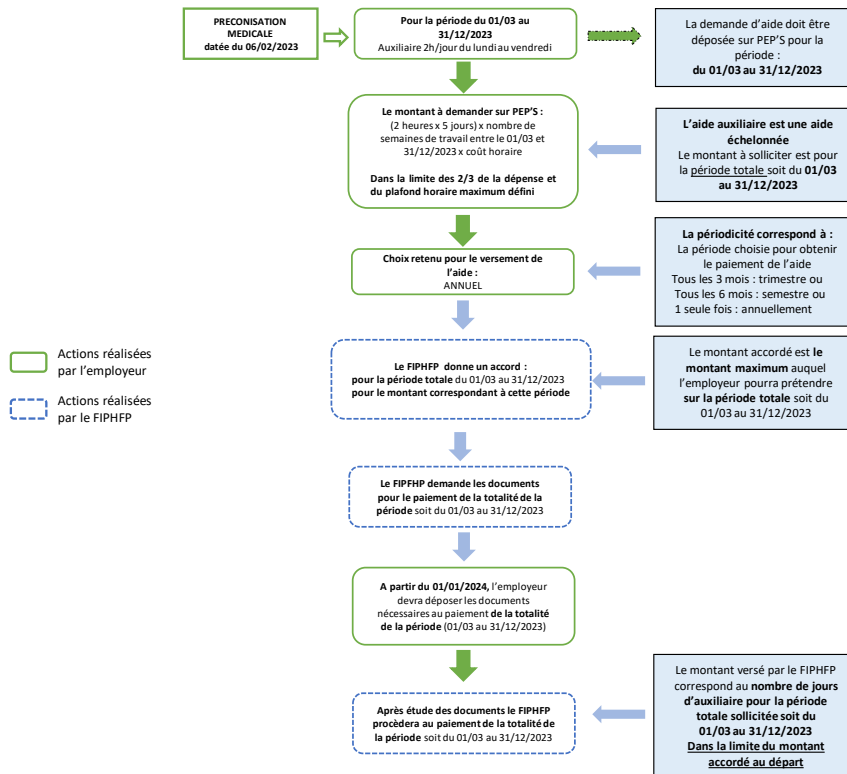 PRECONISATION
MEDICALE
datée du 06/02/2023
Pour la période du 01/03 au
31/12/2023
Auxiliaire 2h/jour du lundi au vendredi
La demande d'aide doit être
déposée sur PEP'S pour la
période :
du 01/03 au 31/12/2023
Le montant à demander sur PEP'S :
(2 heures x 5 jours) x nombre de
semaines de travail entre le 01/03 et
31/12/2023 x coût horaire
Dans la limite des 2/3 de la dépense et
du plafond horaire maximum défini
L'aide auxiliaire est une aide
échelonnée
Le montant à solliciter est pour
la période totale soit du 01/03
au 31/12/2023
Choix retenu pour le versement de
l'aide :
ANNUEL
La périodicité correspond à :
La période choisie pour obtenir
le paiement de l'aide
Tous les 3 mois : trimestre ou
Tous les 6 mois : semestre ou
1 seule fois : annuellement
Actions réalisées
par l'employeur
Actions réalisées
par le FIPHFP
Le FIPHFP donne un accord :
pour la période totale du 01/03 au 31/12/2023
pour le montant correspondant à cette période
Le montant accordé est le
montant maximum auquel
l'employeur pourra prétendre
sur la période totale soit du
01/03 au 31/12/2023
Le FIPFHP demande les documents
pour le paiement de la totalité de la
période soit du 01/03 au 31/12/2023
A partir du 01/01/2024, l'employeur
devra déposer les documents
nécessaires au paiement de la totalité
de la période (01/03 au 31/12/2023)
Après étude des documents le FIPHFP
procèdera au paiement de la totalité de
la période soit du 01/03 au 31/12/2023
Le montant versé par le FIPHFP
correspond au nombre de jours
d'auxiliaire pour la période
totale sollicitée soit du
01/03 au 31/12/2023
Dans la limite du montant
accordé au départ